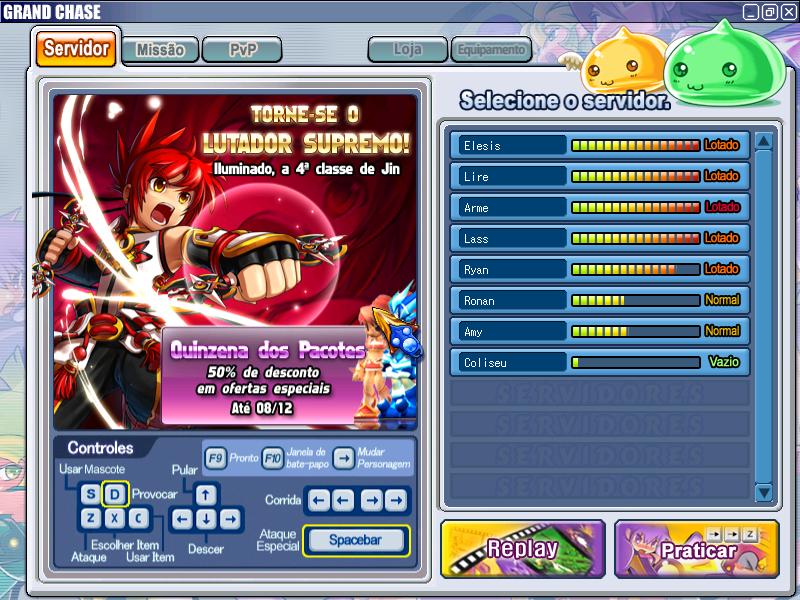 GRAND CHASE
Servidor
Missão
PvP
Loja
Equipamento
Selecione o servidor.
TORNE-SE O
LUTADOR SUPREMO!
Iluminado, a 4ª classe de Jin
Quinzena dos Pacotes
50% de desconto
em ofertas especiais
Até 08/12
Elesis Lotado
Lire Lotado
Arme Lotado
Lass Lotado
Ryan Lotado
Ronan Normal
Amy Normal
Coliseu Vazio
SERVIDORES
SERVIDORES
SERVIDORES
SERVIDORES
Controles
F9 Pronto
F10 Janela de
bate-papo
→ Mudar
Personagem
Usar Mascote
S D Provocar
Z X C
Escolher Item
Ataque
Usar Item
Pular
↑
← ↓ →
Descer
Corrida ← ← → →
Ataque
Especial
Spacebar
Replay
→ → Z
Praticar